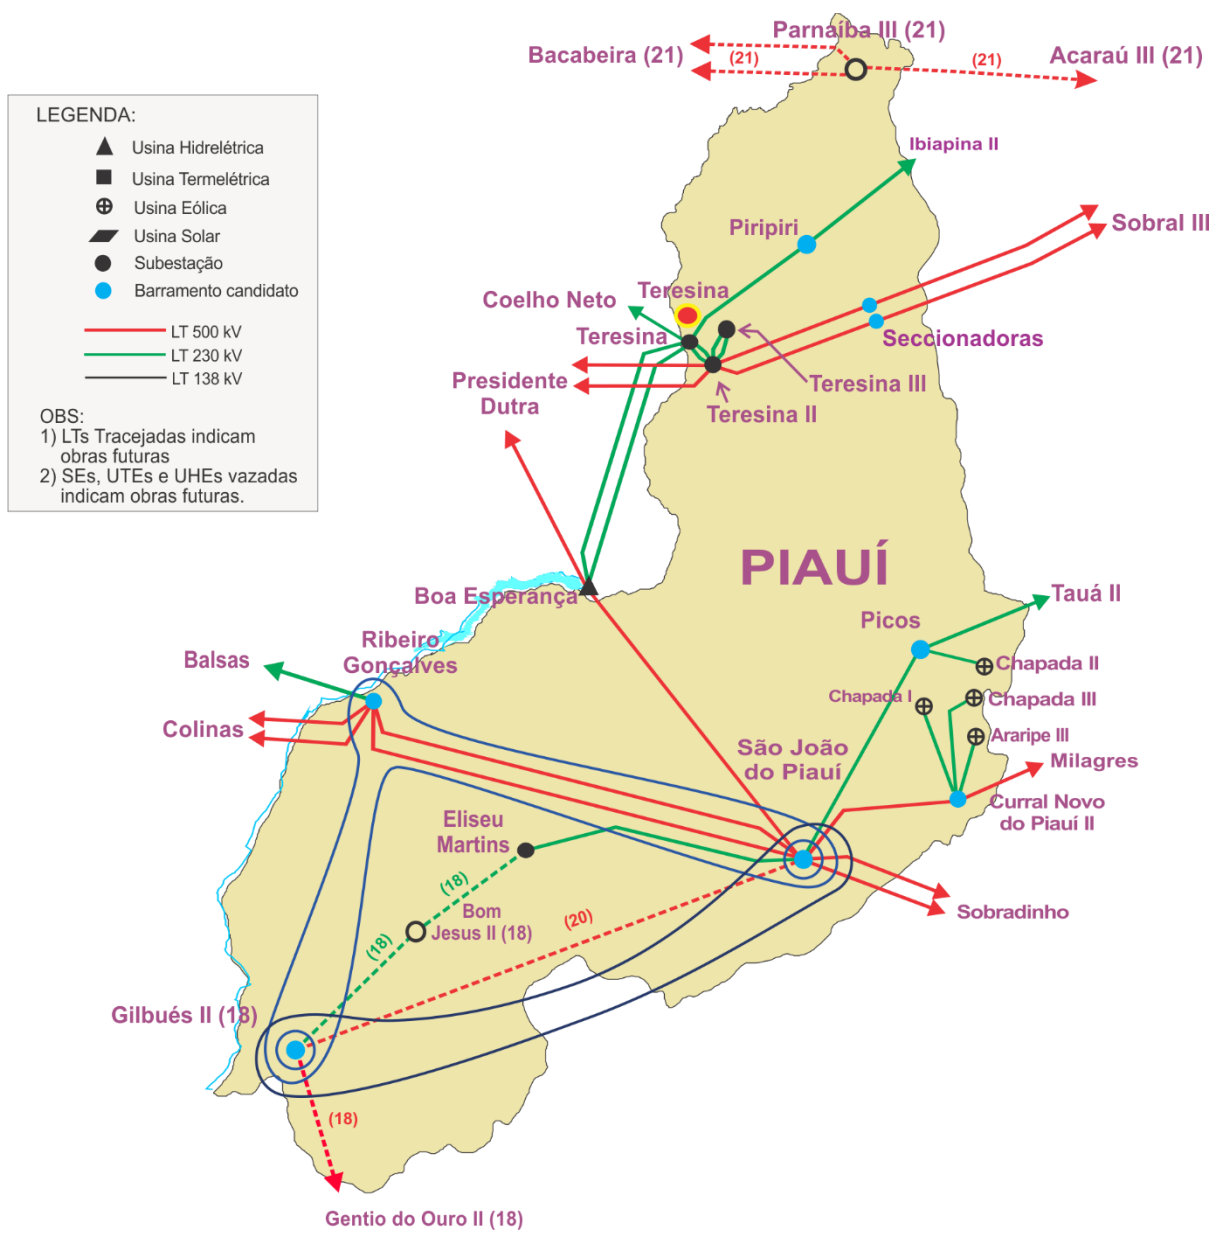 Parnaíba III (21)
Bacabeira (21)
(21)
(21)
Acaraú III (21)
LEGENDA:
Usina Hidrelétrica
Usina Termelétrica
Usina Eólica
Usina Solar
Subestação
Barramento candidato
LT 500 kV
LT 230 kV
LT 138 kV
OBS:
1) LTs Tracejadas indicam
obras futuras
2) SEs, UTEs e UHEs vazadas
indicam obras futuras.
Ibiapina II
Piripiri
Sobral III
Coelho Neto
Teresina
Teresina
Seccionadoras
Presidente
Dutra
Teresina III
Teresina II
PIAUÍ
Boa Esperança
Tauá II
Picos
Ribeiro
Gonçalves
Balsas
Chapada II
Chapada I
Chapada III
Colinas
Araripe III
São João
do Piauí
Milagres
Curral Novo
do Piauí II
Eliseu
Martins
(18)
Bom
Jesus II (18)
(18)
(20)
Sobradinho
Gilbués II (18)
(18)
Gentio do Ouro II (18)